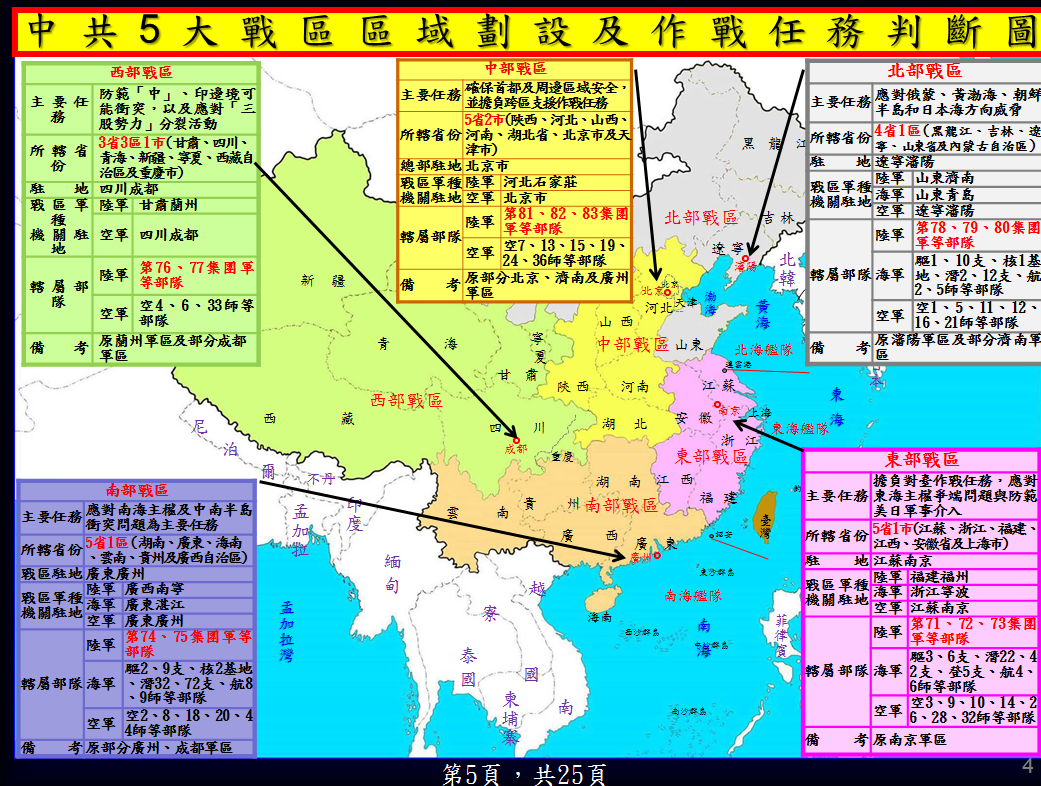 中共5大戰區區域劃設及作戰任務判斷圖
西部戰區
主要任務
防範「中」、印邊境可
能衝突，以及應對「三
股勢力」分裂活動
所轄省份
3省3區1市(甘肅、四川、
青海、新疆、寧夏、西藏自
治區及重慶市)
駐地
四川成都
戰區軍種
機關駐地
陸軍 甘肅蘭州
空軍 四川成都
轄屬部隊
陸軍
第76、77集團軍
等部隊
空軍
空4、6、33師等
部隊
備考
原蘭州軍區及部分成都
軍區
中部戰區
主要任務
確保首都及周邊區域安全，
並擔負跨區支援作戰任務
所轄省份
5省2市(陝西、河北、山西、
河南、湖北省、北京市及天
津市)
總部駐地 北京市
戰區軍種
機關駐地
陸軍 河北石家莊
空軍 北京市
轄屬部隊
陸軍
第81、82、83集團
軍等部隊
空軍
空7、13、15、19、
24、36師等部隊
備考
原部分北京、濟南及廣州
軍區
北部戰區
主要任務
應對俄蒙、黃渤海、朝鮮
半島和日本海方向威脅
所轄省份
4省1區(黑龍江、吉林、遼
寧、山東省及內蒙古自治區)
駐地 遼寧瀋陽
戰區軍種
機關駐地
陸軍 山東濟南
海軍 山東青島
空軍 遼寧瀋陽
轄屬部隊
陸軍
第78、79、80集團
軍等部隊
海軍
驅1、10支、核1基
地、潛2、12支、航
2、5師等部隊
空軍
空1、5、11、12、
16、21師等部隊
備考
原瀋陽軍區及部分濟南軍
區
南部戰區
主要任務
應對南海主權及中南半島
衝突問題為主要任務
所轄省份
5省1區(湖南、廣東、海南
、雲南、貴州及廣西自治區)
戰區駐地 廣東廣州
戰區軍種
機關駐地
陸軍 廣西南寧
海軍 廣東湛江
空軍 廣東廣州
轄屬部隊
陸軍
第74、75集團軍等
部隊
海軍
驅2、9支、核2基地
、潛32、72支、航8
、9師等部隊
空軍
空2、8、18、20、4
4師等部隊
備考 原部分廣州、成都軍區
東部戰區
主要任務
擔負對臺作戰任務，應對
東海主權爭端問題與防範
美日軍事介入
所轄省份
5省1市(江蘇、浙江、福建、
江西、安徽省及上海市)
駐地 江蘇南京
戰區軍種
機關駐地
陸軍 福建福州
海軍 浙江寧波
空軍 江蘇南京
轄屬部隊
陸軍
第71、72、73集團
軍等部隊
海軍
驅3、6支、潛22、4
2支、登5支、航4、
6師等部隊
空軍
空3、9、10、14、2
6、28、32師等部隊
備考 原南京軍區
黑龍江
北部戰區
吉林
遼寧
瀋陽
北韓
新疆
北京
北京
天津
河北
渤海
黃海
山西
中部戰區
山東
北海艦隊
青海
寧夏
甘肅
陝西
河南
連雲港
江蘇
本
東海
西部戰區
西藏
四川
成都
重慶
湖北
安徽
南京
上海
東海艦隊
浙江
東部戰區
尼泊爾
不丹
印度
孟加拉
湖南
江西
南部戰區
福建
臺灣
雲南
貴州
廣西
廣東
廣州
詔安
緬甸
越南
寮國
東沙群島
南海艦隊
海南
孟加拉灣
西沙群島
南海
中沙群島
菲律賓
泰國
東埔寨
南沙群島
第5頁，共25頁
4